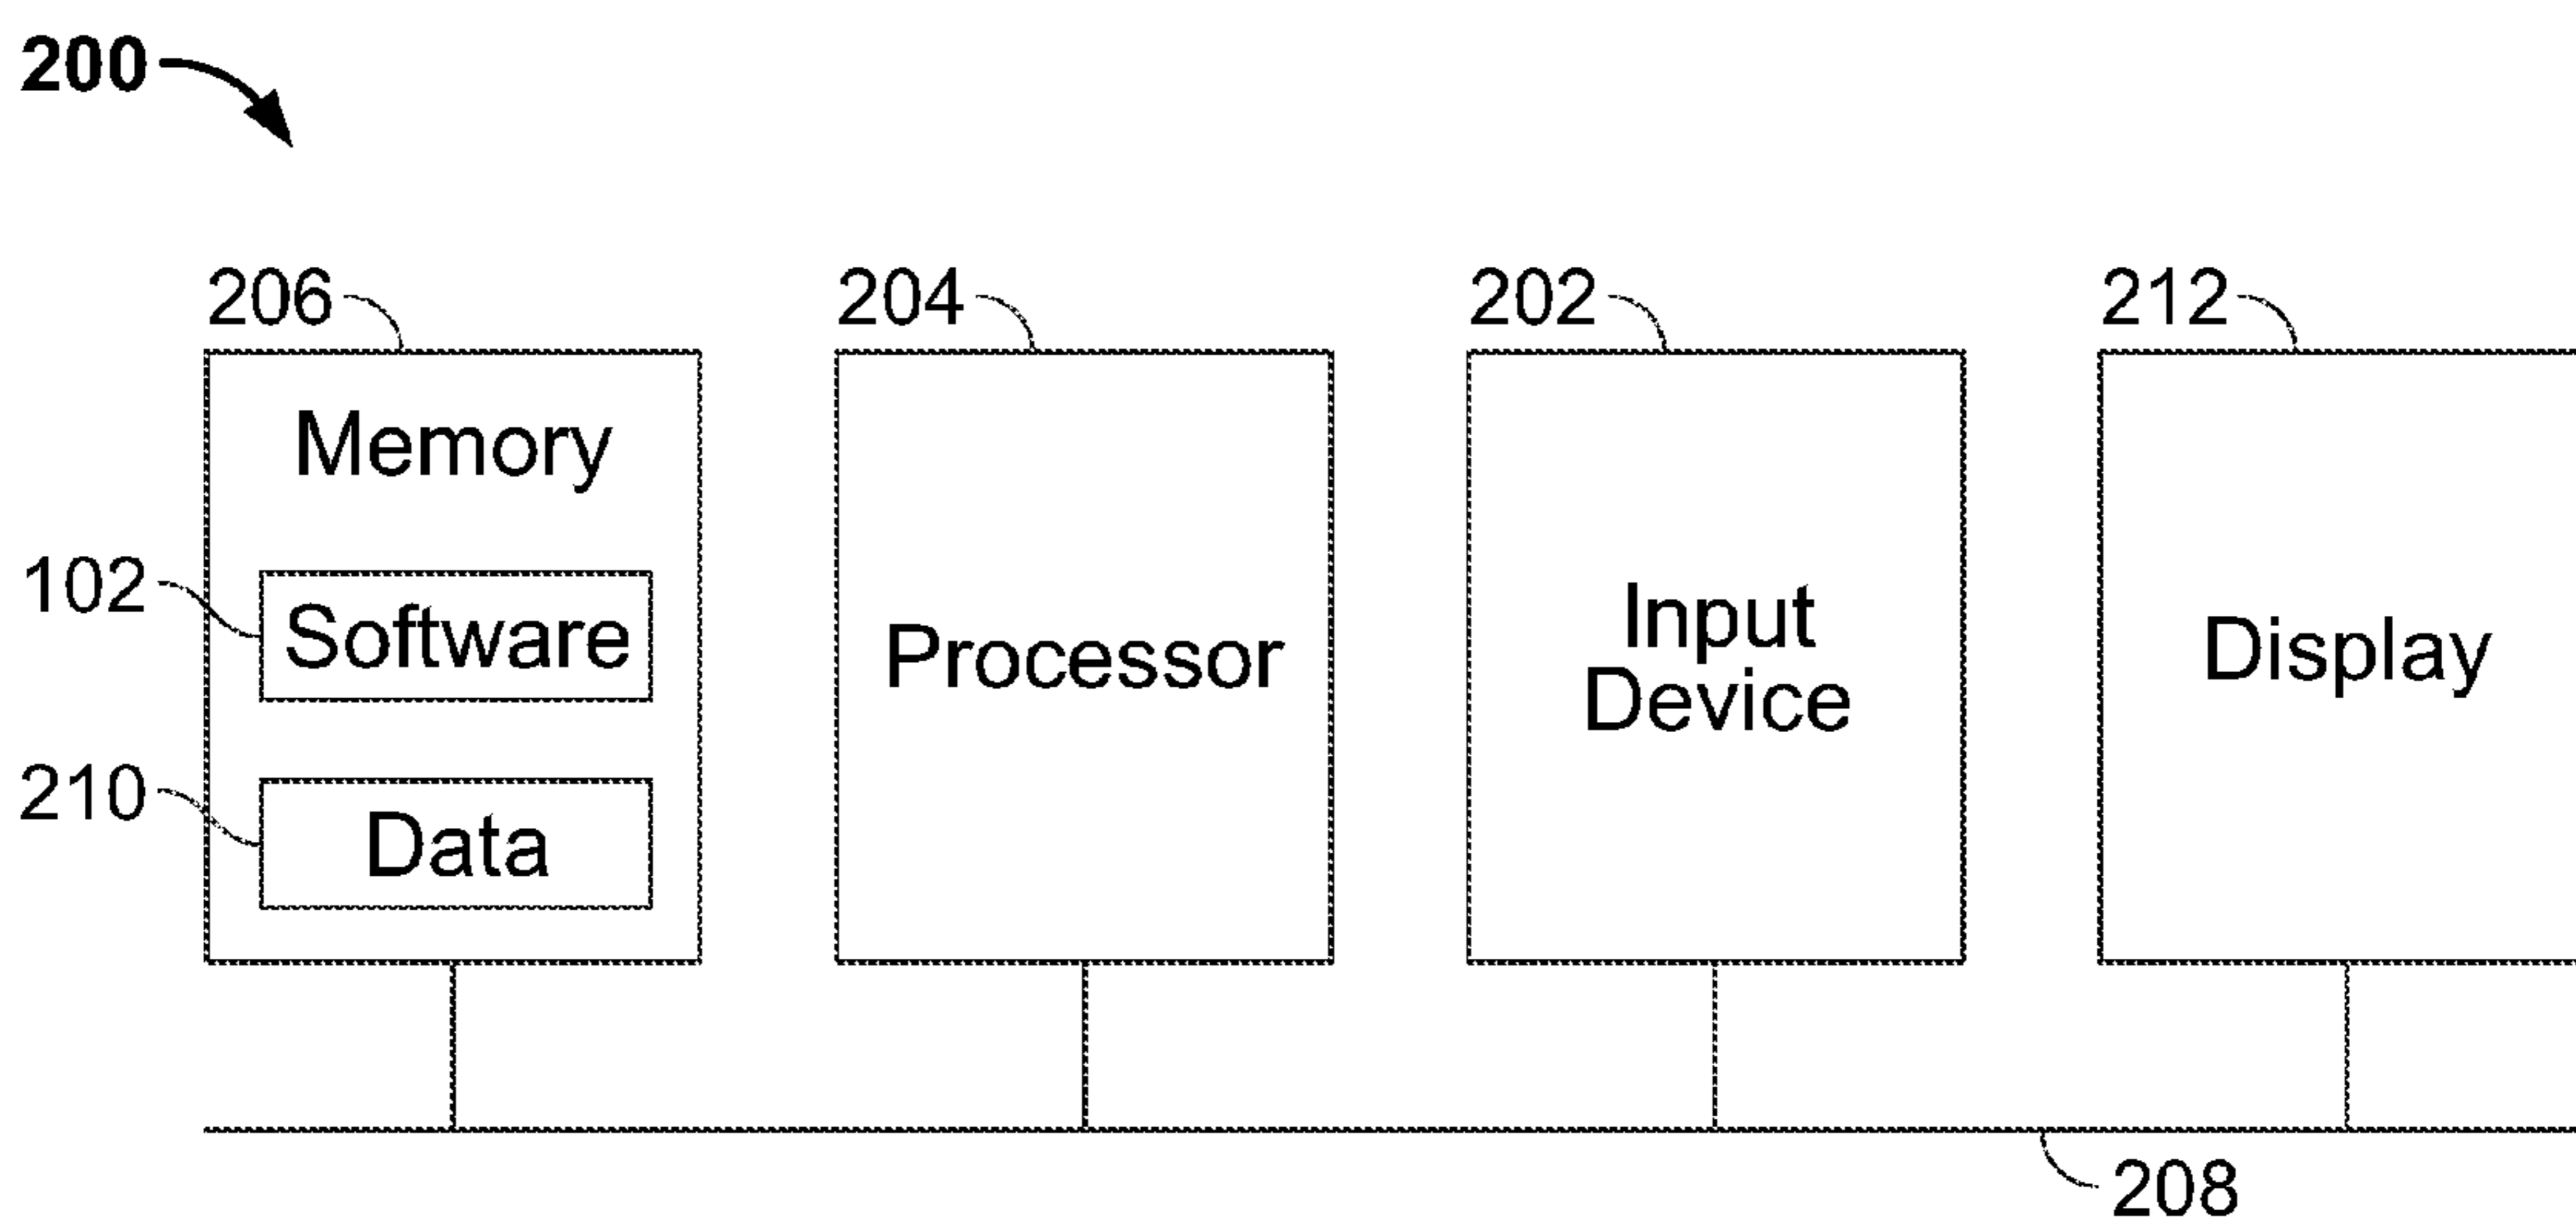 200
206
204
202
212
Memory
102
Software
210
Data
Processor
Input
Device
Display
208